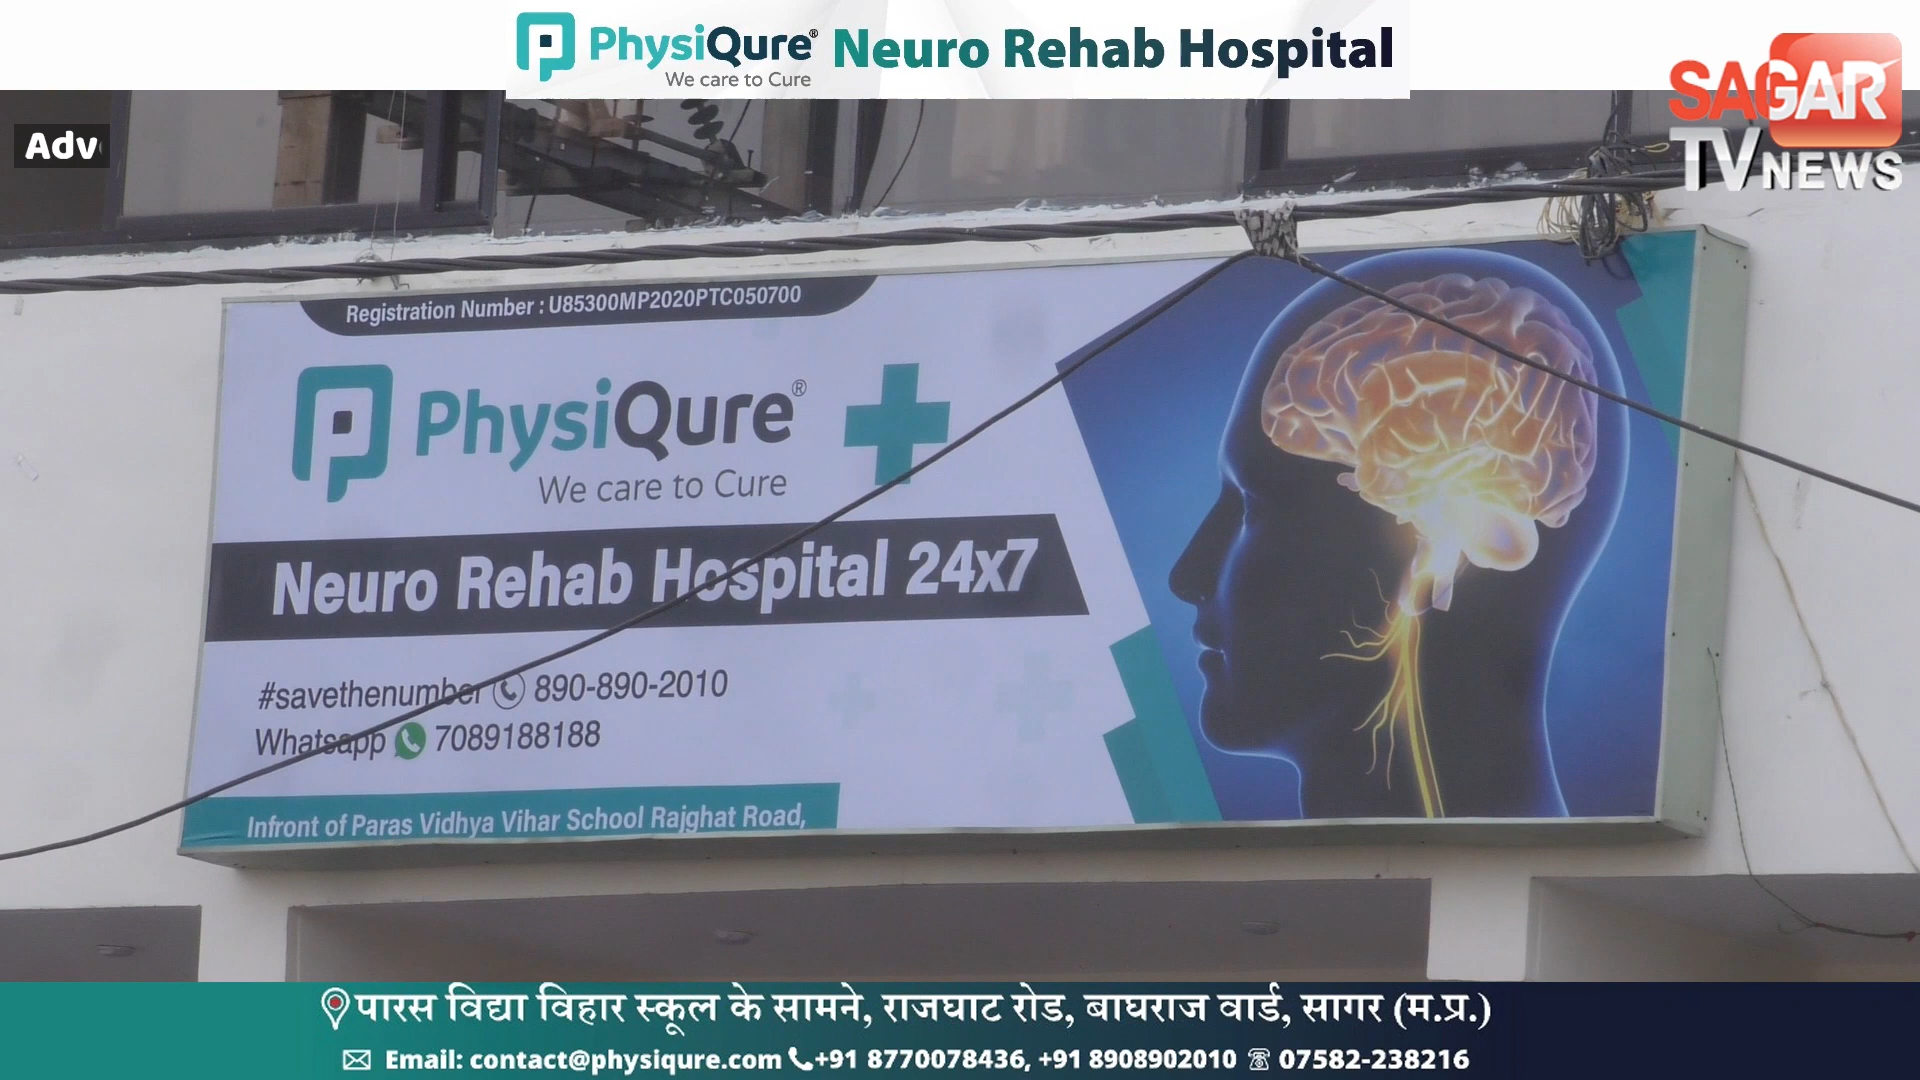 PhysiQure® Neuro Rehab Hospital
We care to Cure
SAGAR
TV NEWS
Adv
Registration Number : U85300MP2020PTC050700
PhysiQure®
We care to Cure
Neuro Rehab Hospital 24x7
#savethenumber 890-890-2010
Whatsapp 7089188188
Infront of Paras Vidhya Vihar School Rajghat Road,
पारस विद्या विहार स्कूल के सामने, राजघाट रोड, बाघराज वार्ड, सागर (म.प्र.)
Email: contact@physiqure.com +91 8770078436, +91 8908902010 07582-238216